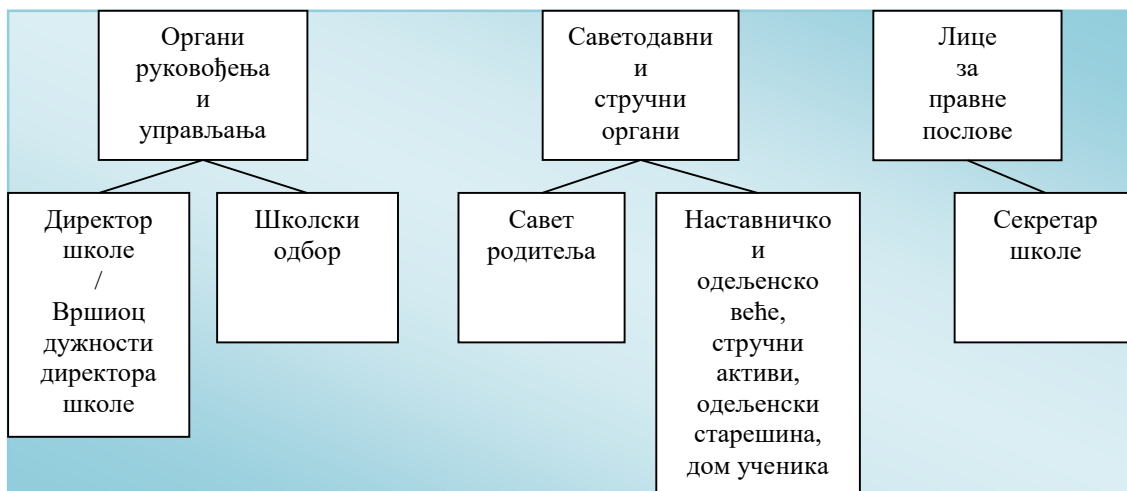 Органи
руковођења
и
управљања
Саветодавни
и
стручни
органи
Лице
за
правне
послове
Директор
школе
/
Вршиоц
дужности
директора
школе
Школски
одбор
Савет
родитеља
Наставничко
и
одељенско
веће,
стручни
активи,
одељенски
старешина,
дом ученика
Секретар
школе